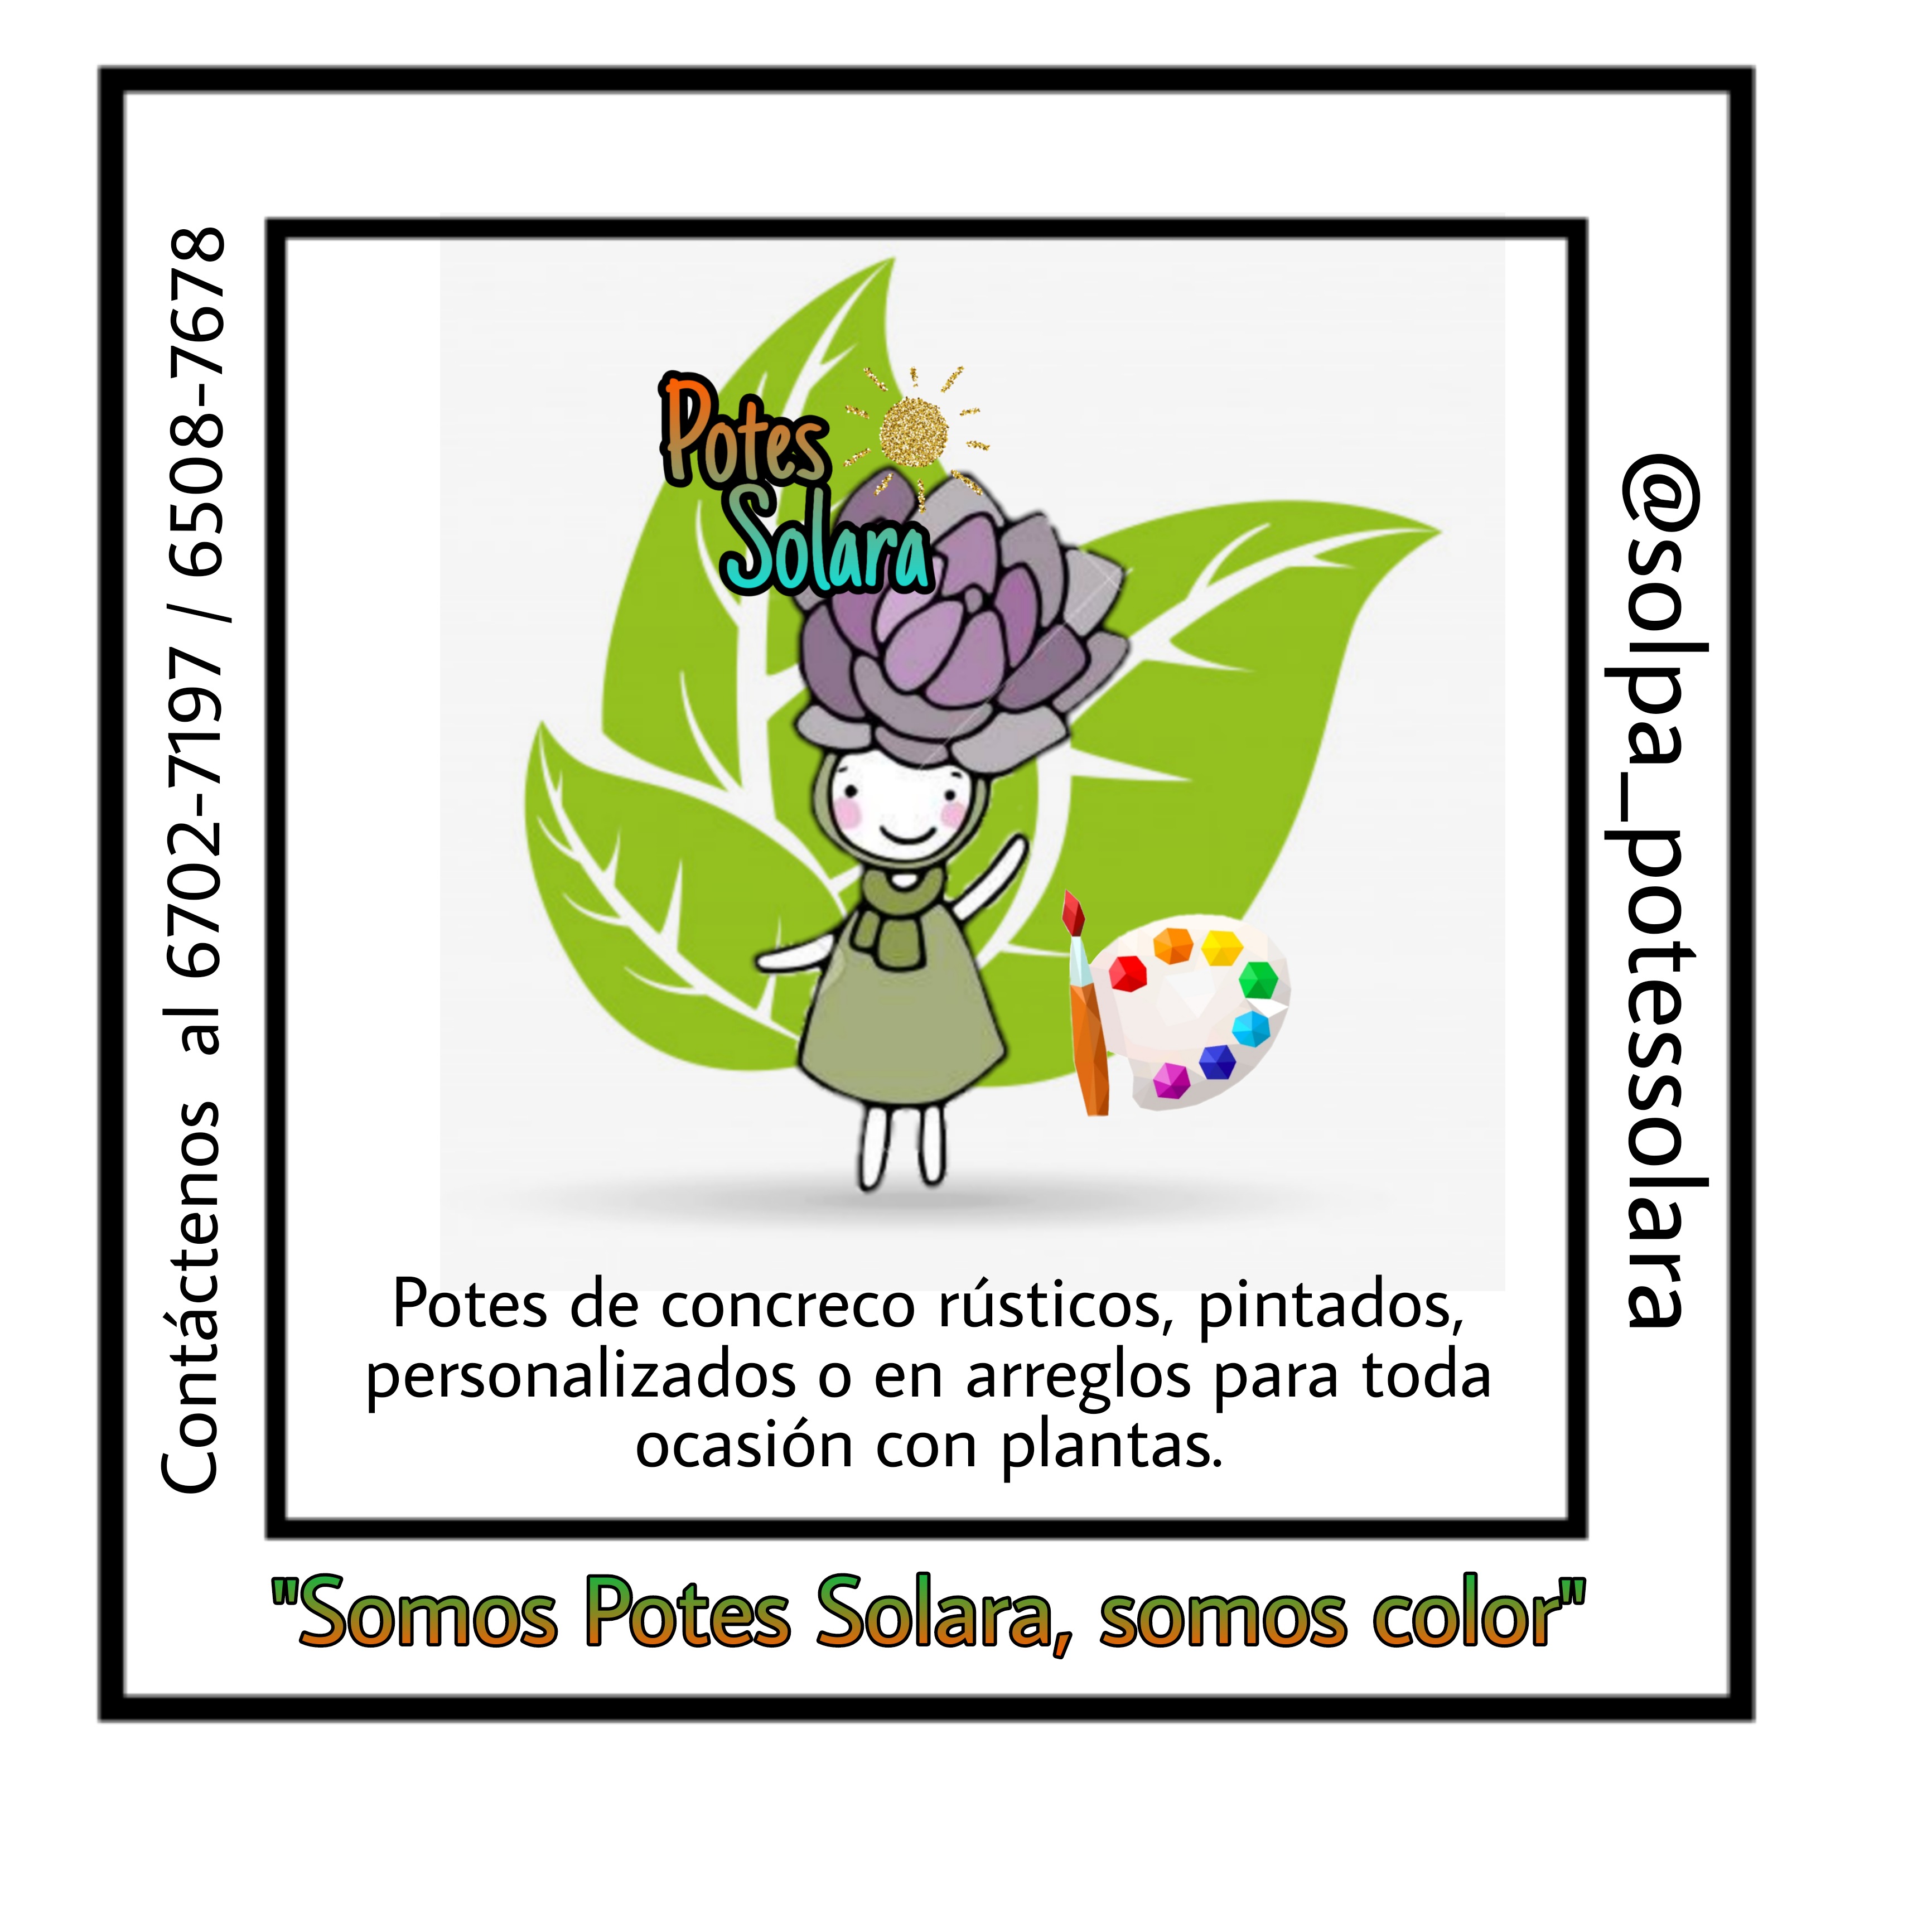 Potes
Solara
Potes de concreco rústicos, pintados,
personalizados o en arreglos para toda
ocasión con plantas.
Contáctenos al 6702-7197 / 6508-7678
@solpa_potessolara
"Somos Potes Solara, somos color"